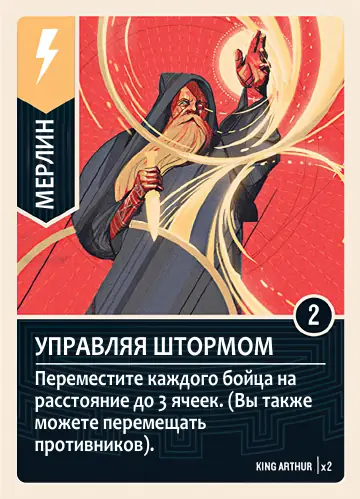 МЕРЛИН
2
УПРАВЛЯЯ ШТОРМОМ
Переместите каждого бойца на
расстояние до 3 ячеек. (Вы также
можете перемещать
противников).
KING ARTHUR | x2